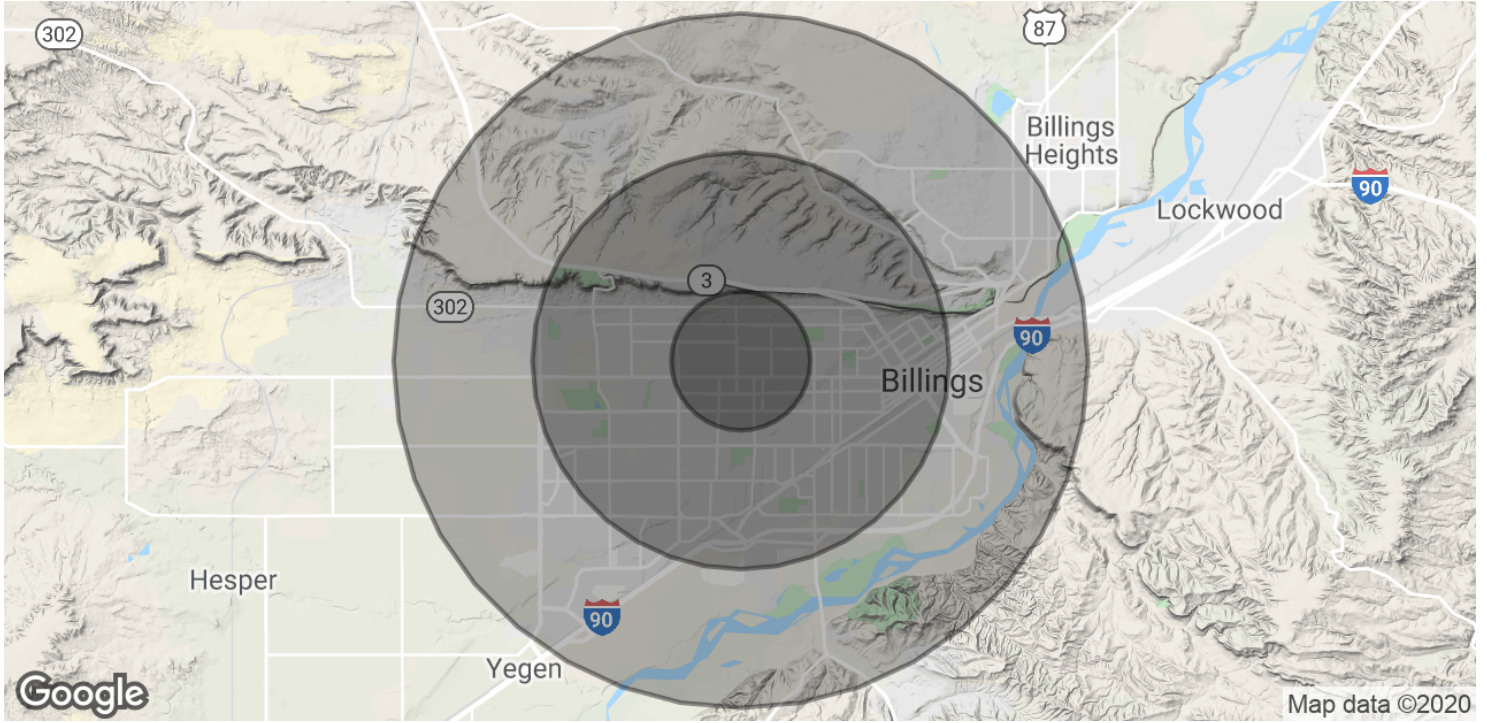 302
87
Billings
Heights
90
Lockwood
3
302
90
Billings
Hesper
90
Yegen
Google
Map data ©2020